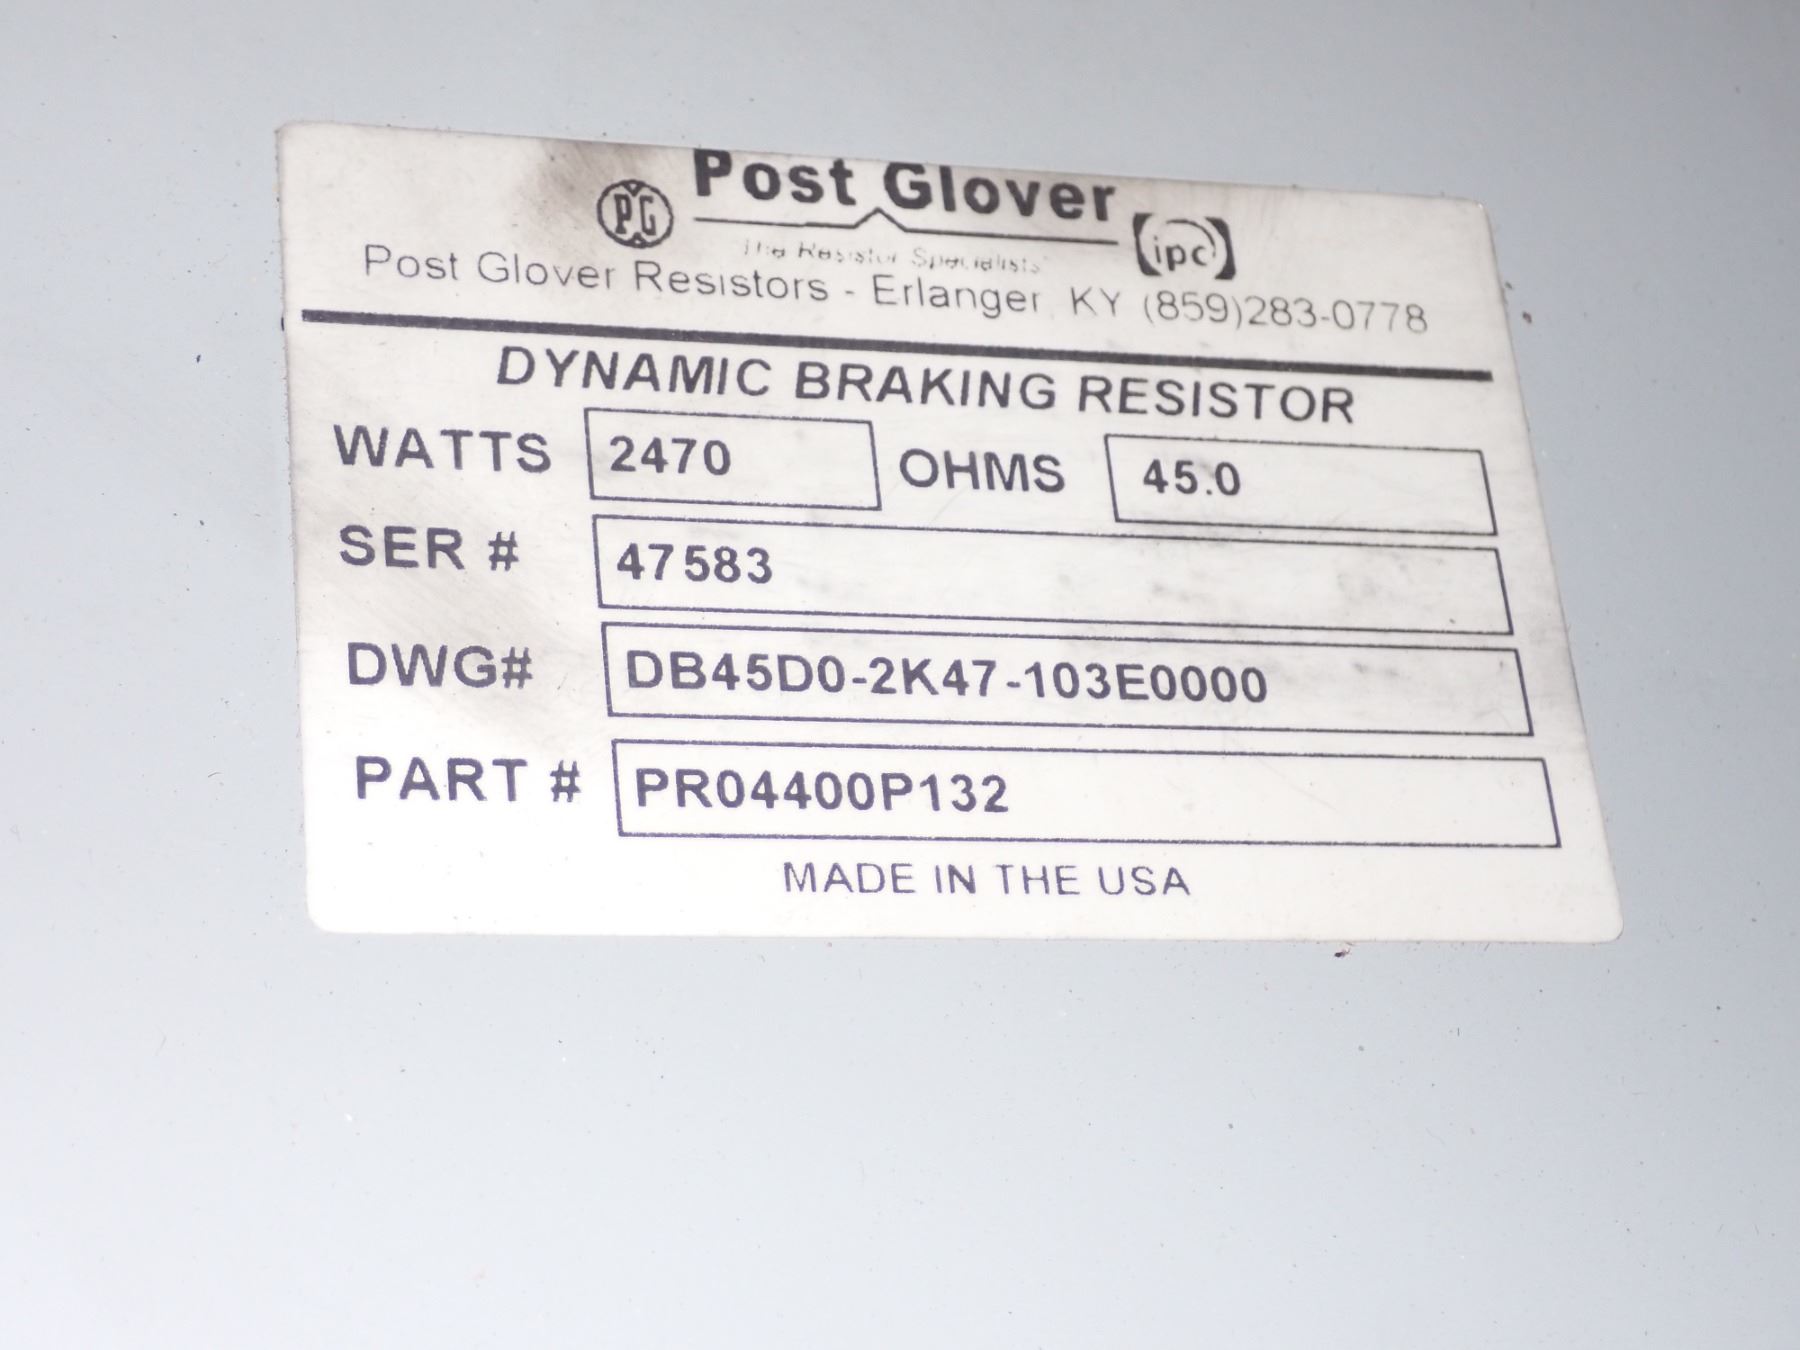 PG Post Glover ipc
The Resistor Specialists
Post Glover Resistors - Erlanger, KY (859)283-0778
DYNAMIC BRAKING RESISTOR
WATTS 2470 OHMS 45.0
SER # 47583
DWG# DB45D0-2K47-103E0000
PART # PR04400P132
MADE IN THE USA